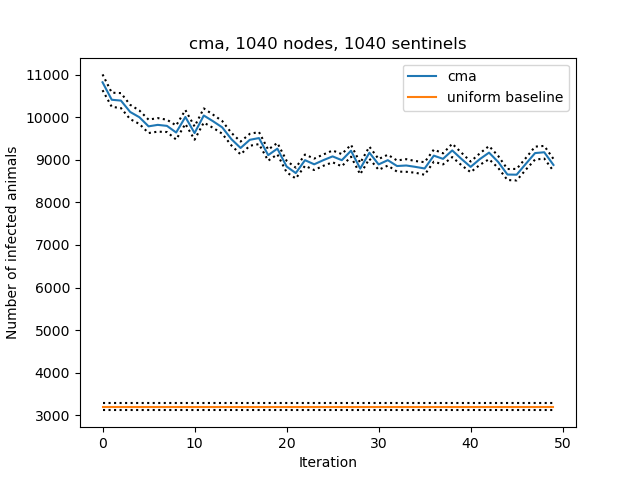 cma, 1040 nodes, 1040 sentinels
cma
uniform baseline
Number of infected animals
11000
10000
9000
8000
7000
6000
5000
4000
3000
0 10 20 30 40 50
Iteration